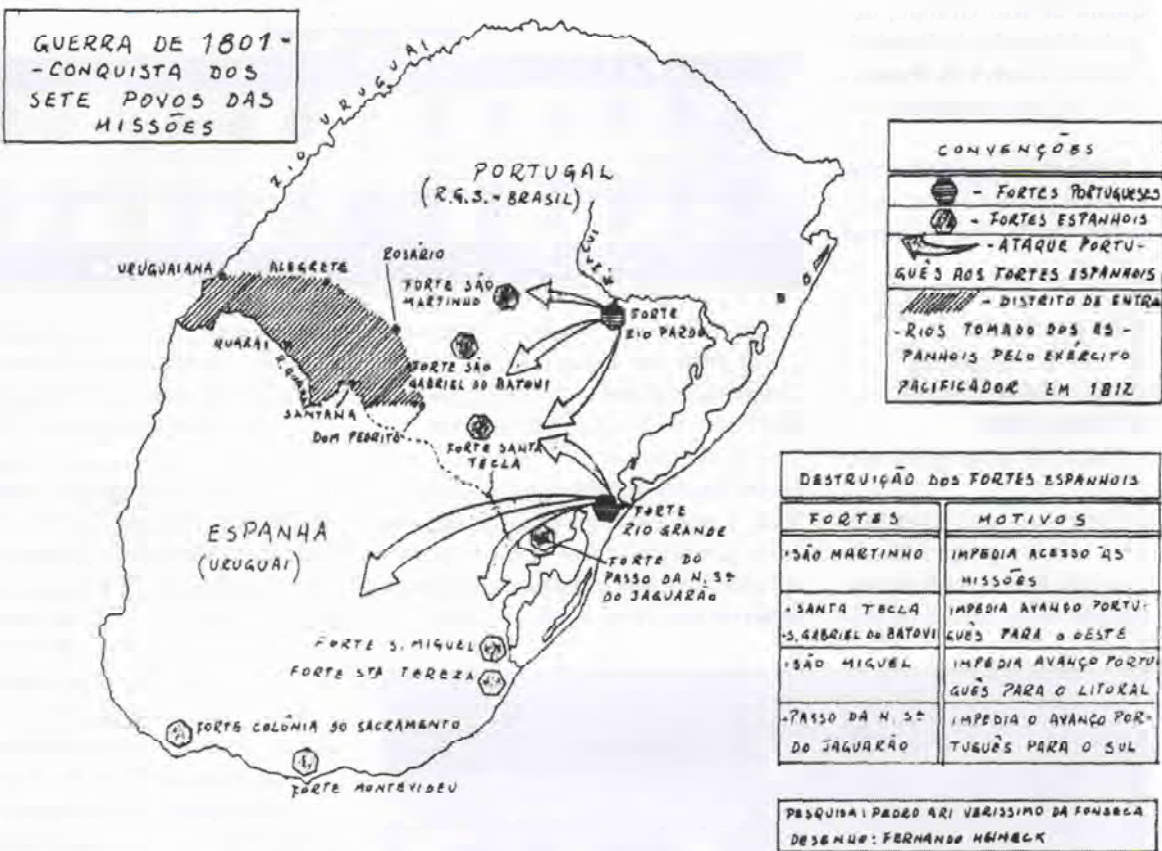 GUERRA DE 1801-
-CONQUISTA DOS
SETE POVOS DAS
MISSÕES
RIO URUGUAI
PORTUGAL
(R.G.S.-BRASIL)
JACUÍ
URUGUAIANA
ALEGRETE
ROSÁRIO
FORTE SÃO
MARTINHO
FORTE
RIO PARDO
QUARAÍ
FORTE SÃO
GABRIEL DO BATOVI
SANTANA
DOM PEDRITO
FORTE SANTA
TECLA
ESPANHA
(URUGUAI)
FORTE
RIO GRANDE
FORTE DO
PASSO DA N. Sª
DO JAGUARÃO
FORTE S. MIGUEL
FORTE STA TEREZA
FORTE COLÔNIA DO SACRAMENTO
FORTE MONTEVIDEU
CONVENÇÕES
- FORTES PORTUGUESES
- FORTES ESPANHOIS
- ATAQUE PORTU-
GUÊS AOS FORTES ESPANHOIS
- DISTRITO DE ENTRE
-RIOS TOMADO DOS ES-
PANHOIS PELO EXÉRCITO
PACIFICADOR EM 1812
DESTRUIÇÃO DOS FORTES ESPANHOIS
FORTES MOTIVOS
•SÃO MARTINHO IMPEDIA ACESSO ÀS
MISSÕES
•SANTA TECLA IMPEDIA AVANÇO PORTU-
•S. GABRIEL DO BATOVI GUÊS PARA O OESTE
•SÃO MIGUEL IMPEDIA AVANÇO PORTU
GUÊS PARA O LITORAL
•PASSO DA N. Sª IMPEDIA O AVANÇO POR-
DO JAGUARÃO TUGUÊS PARA O SUL
PESQUISA: PEDRO ARI VERISSIMO DA FONSECA
DESENHO: FERNANDO HEINECK